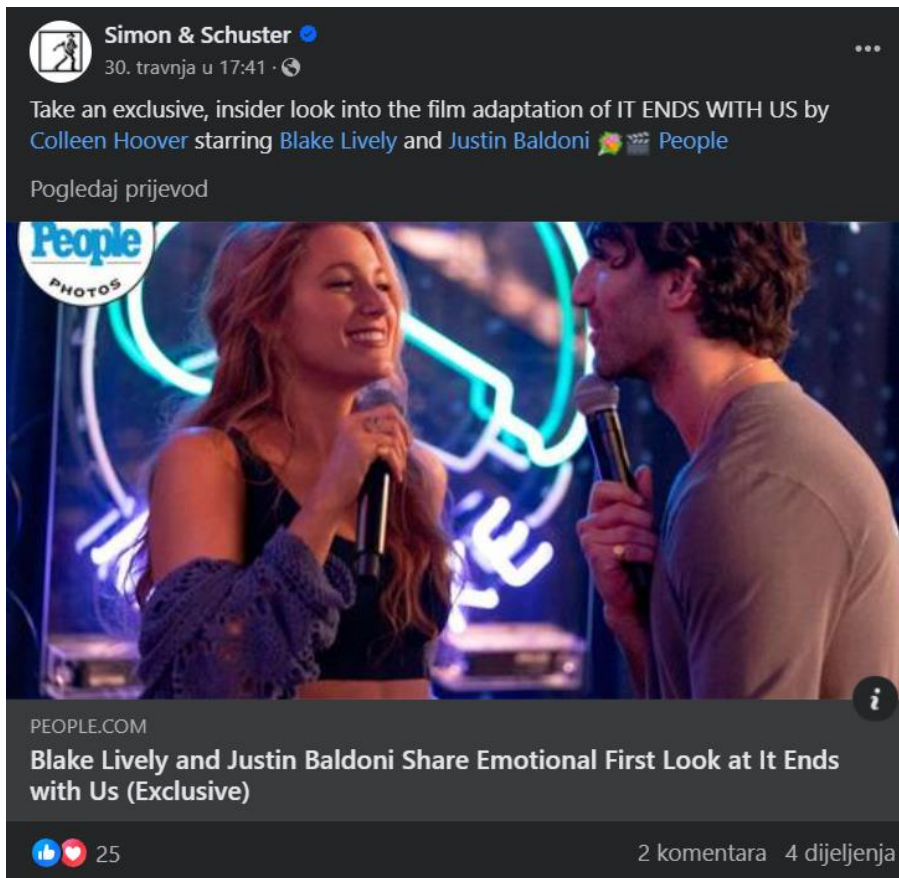 Simon & Schuster
30. travnja u 17:41 ·
Take an exclusive, insider look into the film adaptation of IT ENDS WITH US by
Colleen Hoover starring Blake Lively and Justin Baldoni 💐🎬 People
Pogledaj prijevod
People
PHOTOS
KE
PEOPLE.COM
Blake Lively and Justin Baldoni Share Emotional First Look at It Ends
with Us (Exclusive)
25
2 komentara 4 dijeljenja